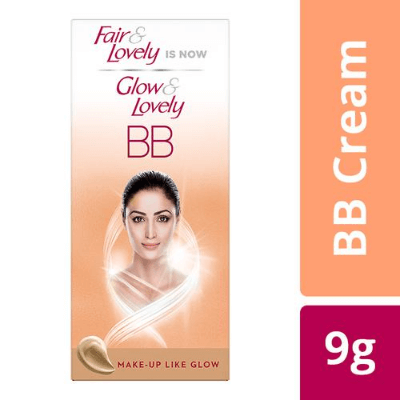 Fair &
Lovely IS NOW
Glow &
Lovely
BB
MAKE-UP LIKE GLOW
BB Cream
9g